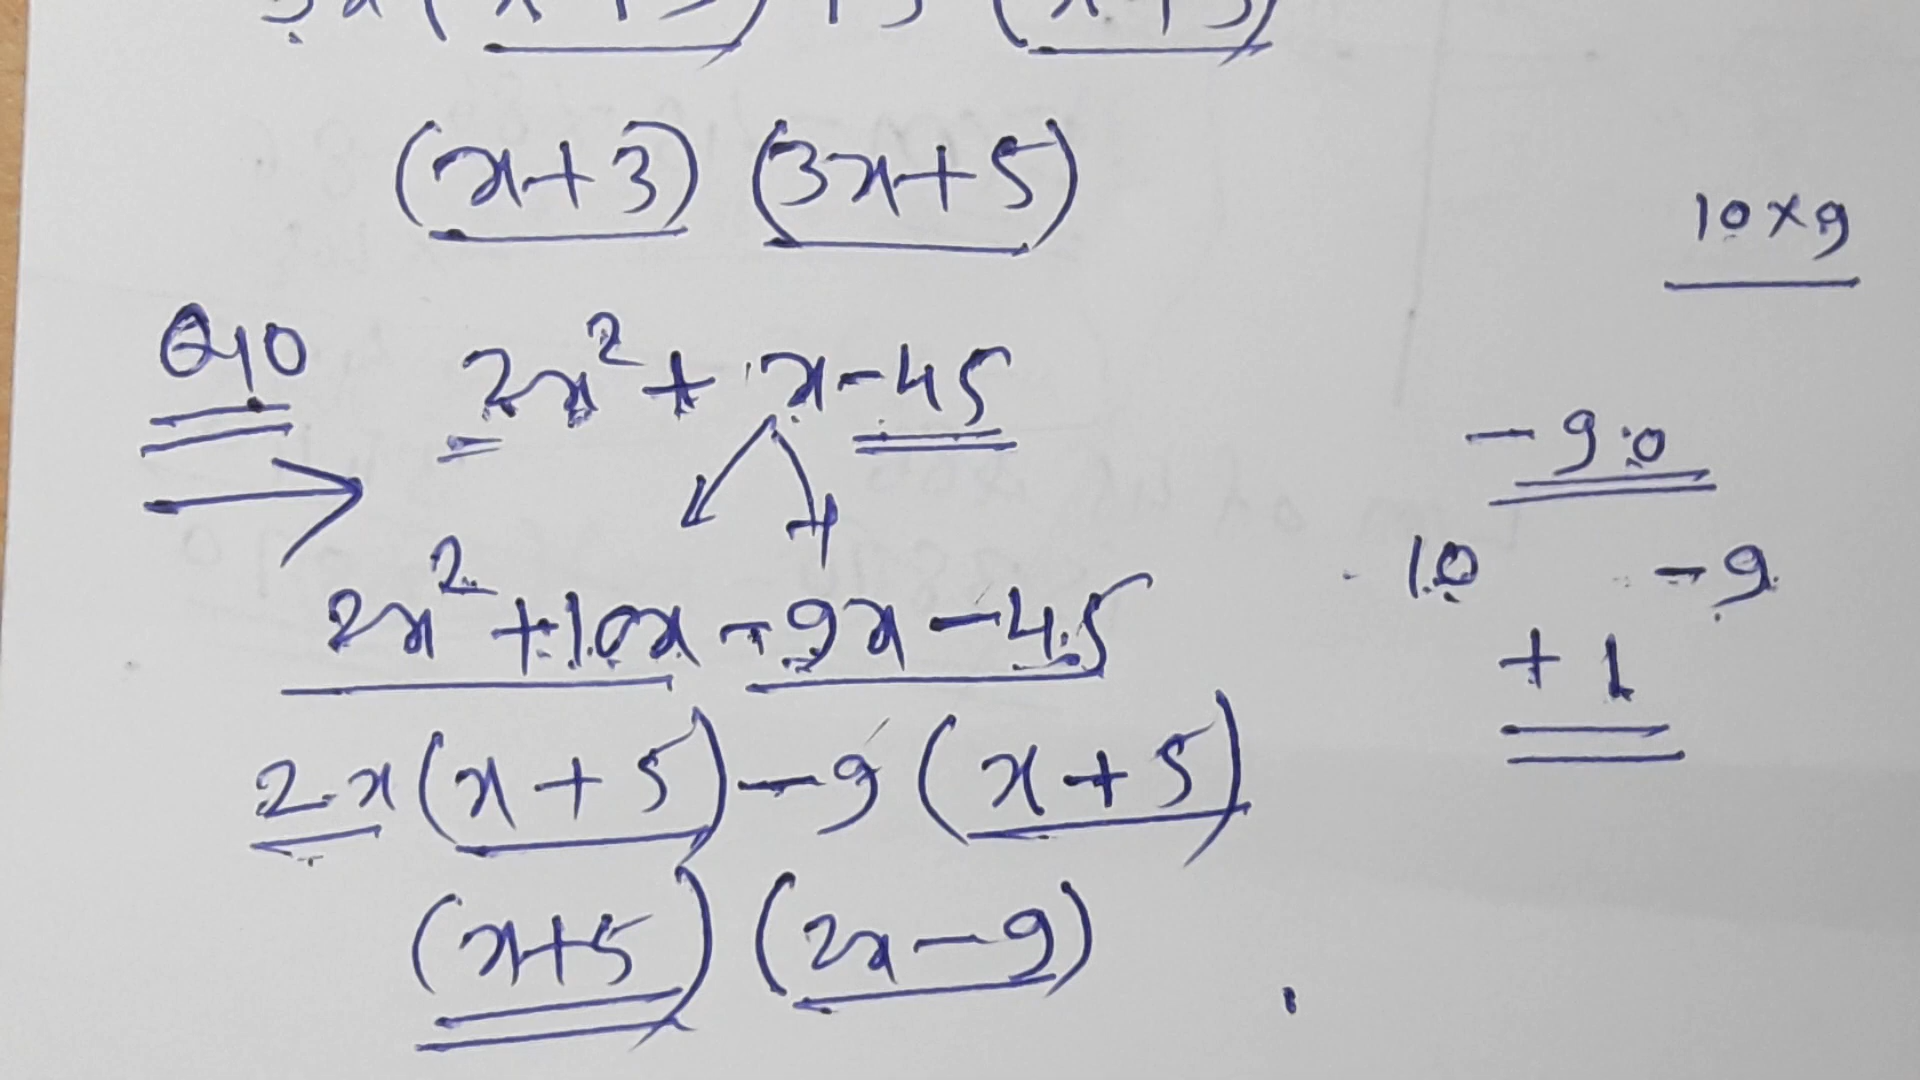 (x+3) (3x+5)
10×9
Q10 2x²+x-45
-90
10 -9
+1
2x²+10x-9x-45
2x(x+5)-9(x+5)
(x+5)(2x-9)